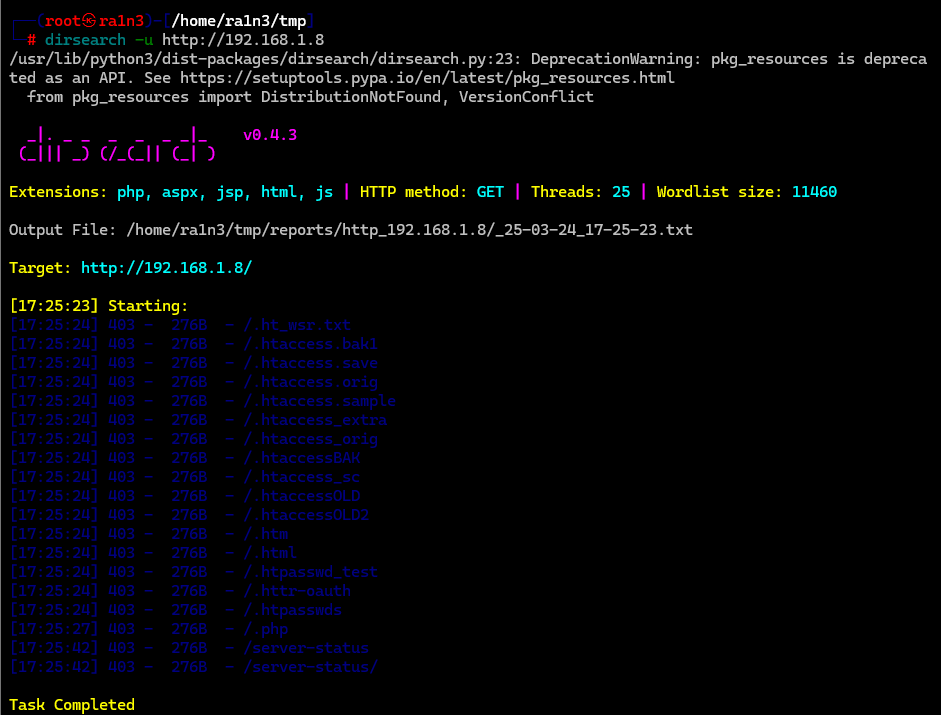 ┌──(root㉿ra1n3)-[/home/ra1n3/tmp]
└─# dirsearch -u http://192.168.1.8
/usr/lib/python3/dist-packages/dirsearch/dirsearch.py:23: DeprecationWarning: pkg_resources is depreca
ted as an API. See https://setuptools.pypa.io/en/latest/pkg_resources.html
  from pkg_resources import DistributionNotFound, VersionConflict
  _|. _ _  _  _  _ _|_    v0.4.3
 (_||| _) (/_(_|| (_| )
Extensions: php, aspx, jsp, html, js | HTTP method: GET | Threads: 25 | Wordlist size: 11460
Output File: /home/ra1n3/tmp/reports/http_192.168.1.8/_25-03-24_17-25-23.txt
Target: http://192.168.1.8/
[17:25:23] Starting:
[17:25:24] 403 -  276B  - /.ht_wsr.txt
[17:25:24] 403 -  276B  - /.htaccess.bak1
[17:25:24] 403 -  276B  - /.htaccess.save
[17:25:24] 403 -  276B  - /.htaccess.orig
[17:25:24] 403 -  276B  - /.htaccess.sample
[17:25:24] 403 -  276B  - /.htaccess_extra
[17:25:24] 403 -  276B  - /.htaccess_orig
[17:25:24] 403 -  276B  - /.htaccessBAK
[17:25:24] 403 -  276B  - /.htaccess_sc
[17:25:24] 403 -  276B  - /.htaccessOLD
[17:25:24] 403 -  276B  - /.htaccessOLD2
[17:25:24] 403 -  276B  - /.htm
[17:25:24] 403 -  276B  - /.html
[17:25:24] 403 -  276B  - /.htpasswd_test
[17:25:24] 403 -  276B  - /.httr-oauth
[17:25:24] 403 -  276B  - /.htpasswds
[17:25:27] 403 -  276B  - /.php
[17:25:42] 403 -  276B  - /server-status
[17:25:42] 403 -  276B  - /server-status/
Task Completed